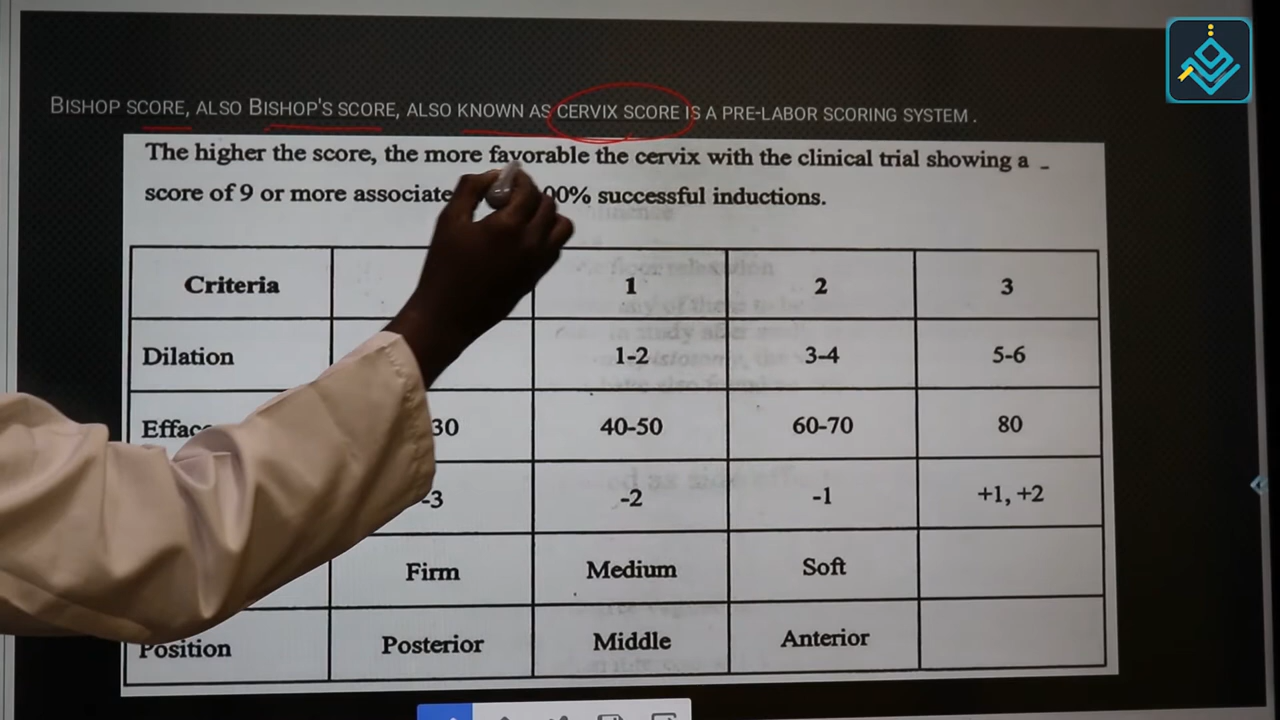 BISHOP SCORE, ALSO BISHOP'S SCORE, ALSO KNOWN AS CERVIX SCORE IS A PRE-LABOR SCORING SYSTEM .
The higher the score, the more favorable the cervix with the clinical trial showing a
score of 9 or more 00% successful inductions.
Criteria 1 2 3
Dilation 1-2 3-4 5-6
30 40-50 60-70 80
-3 -2 -1 +1, +2
Firm Medium Soft
Position Posterior Middle Anterior